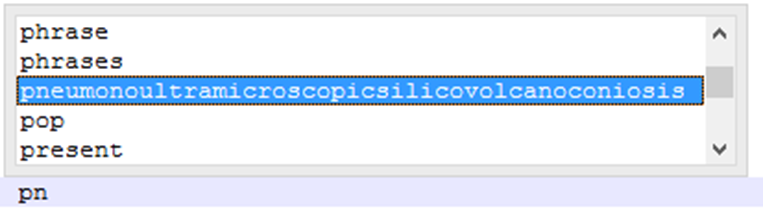 phrase
phrases
pneumonoultramicroscopicsilicovolcanoconiosis
pop
present
pn